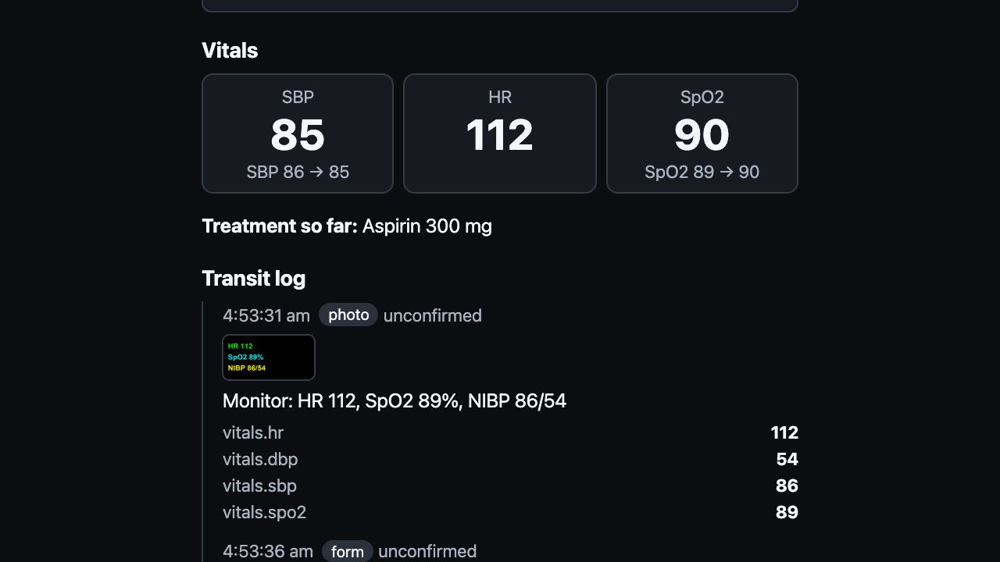 Vitals
SBP
85
SBP 86 → 85
HR
112
SpO2
90
SpO2 89 → 90
Treatment so far: Aspirin 300 mg
Transit log
4:53:31 am photo unconfirmed
HR 112
SpO2 89%
NIBP 86/54
Monitor: HR 112, SpO2 89%, NIBP 86/54
vitals.hr 112
vitals.dbp 54
vitals.sbp 86
vitals.spo2 89
4:53:36 am form unconfirmed